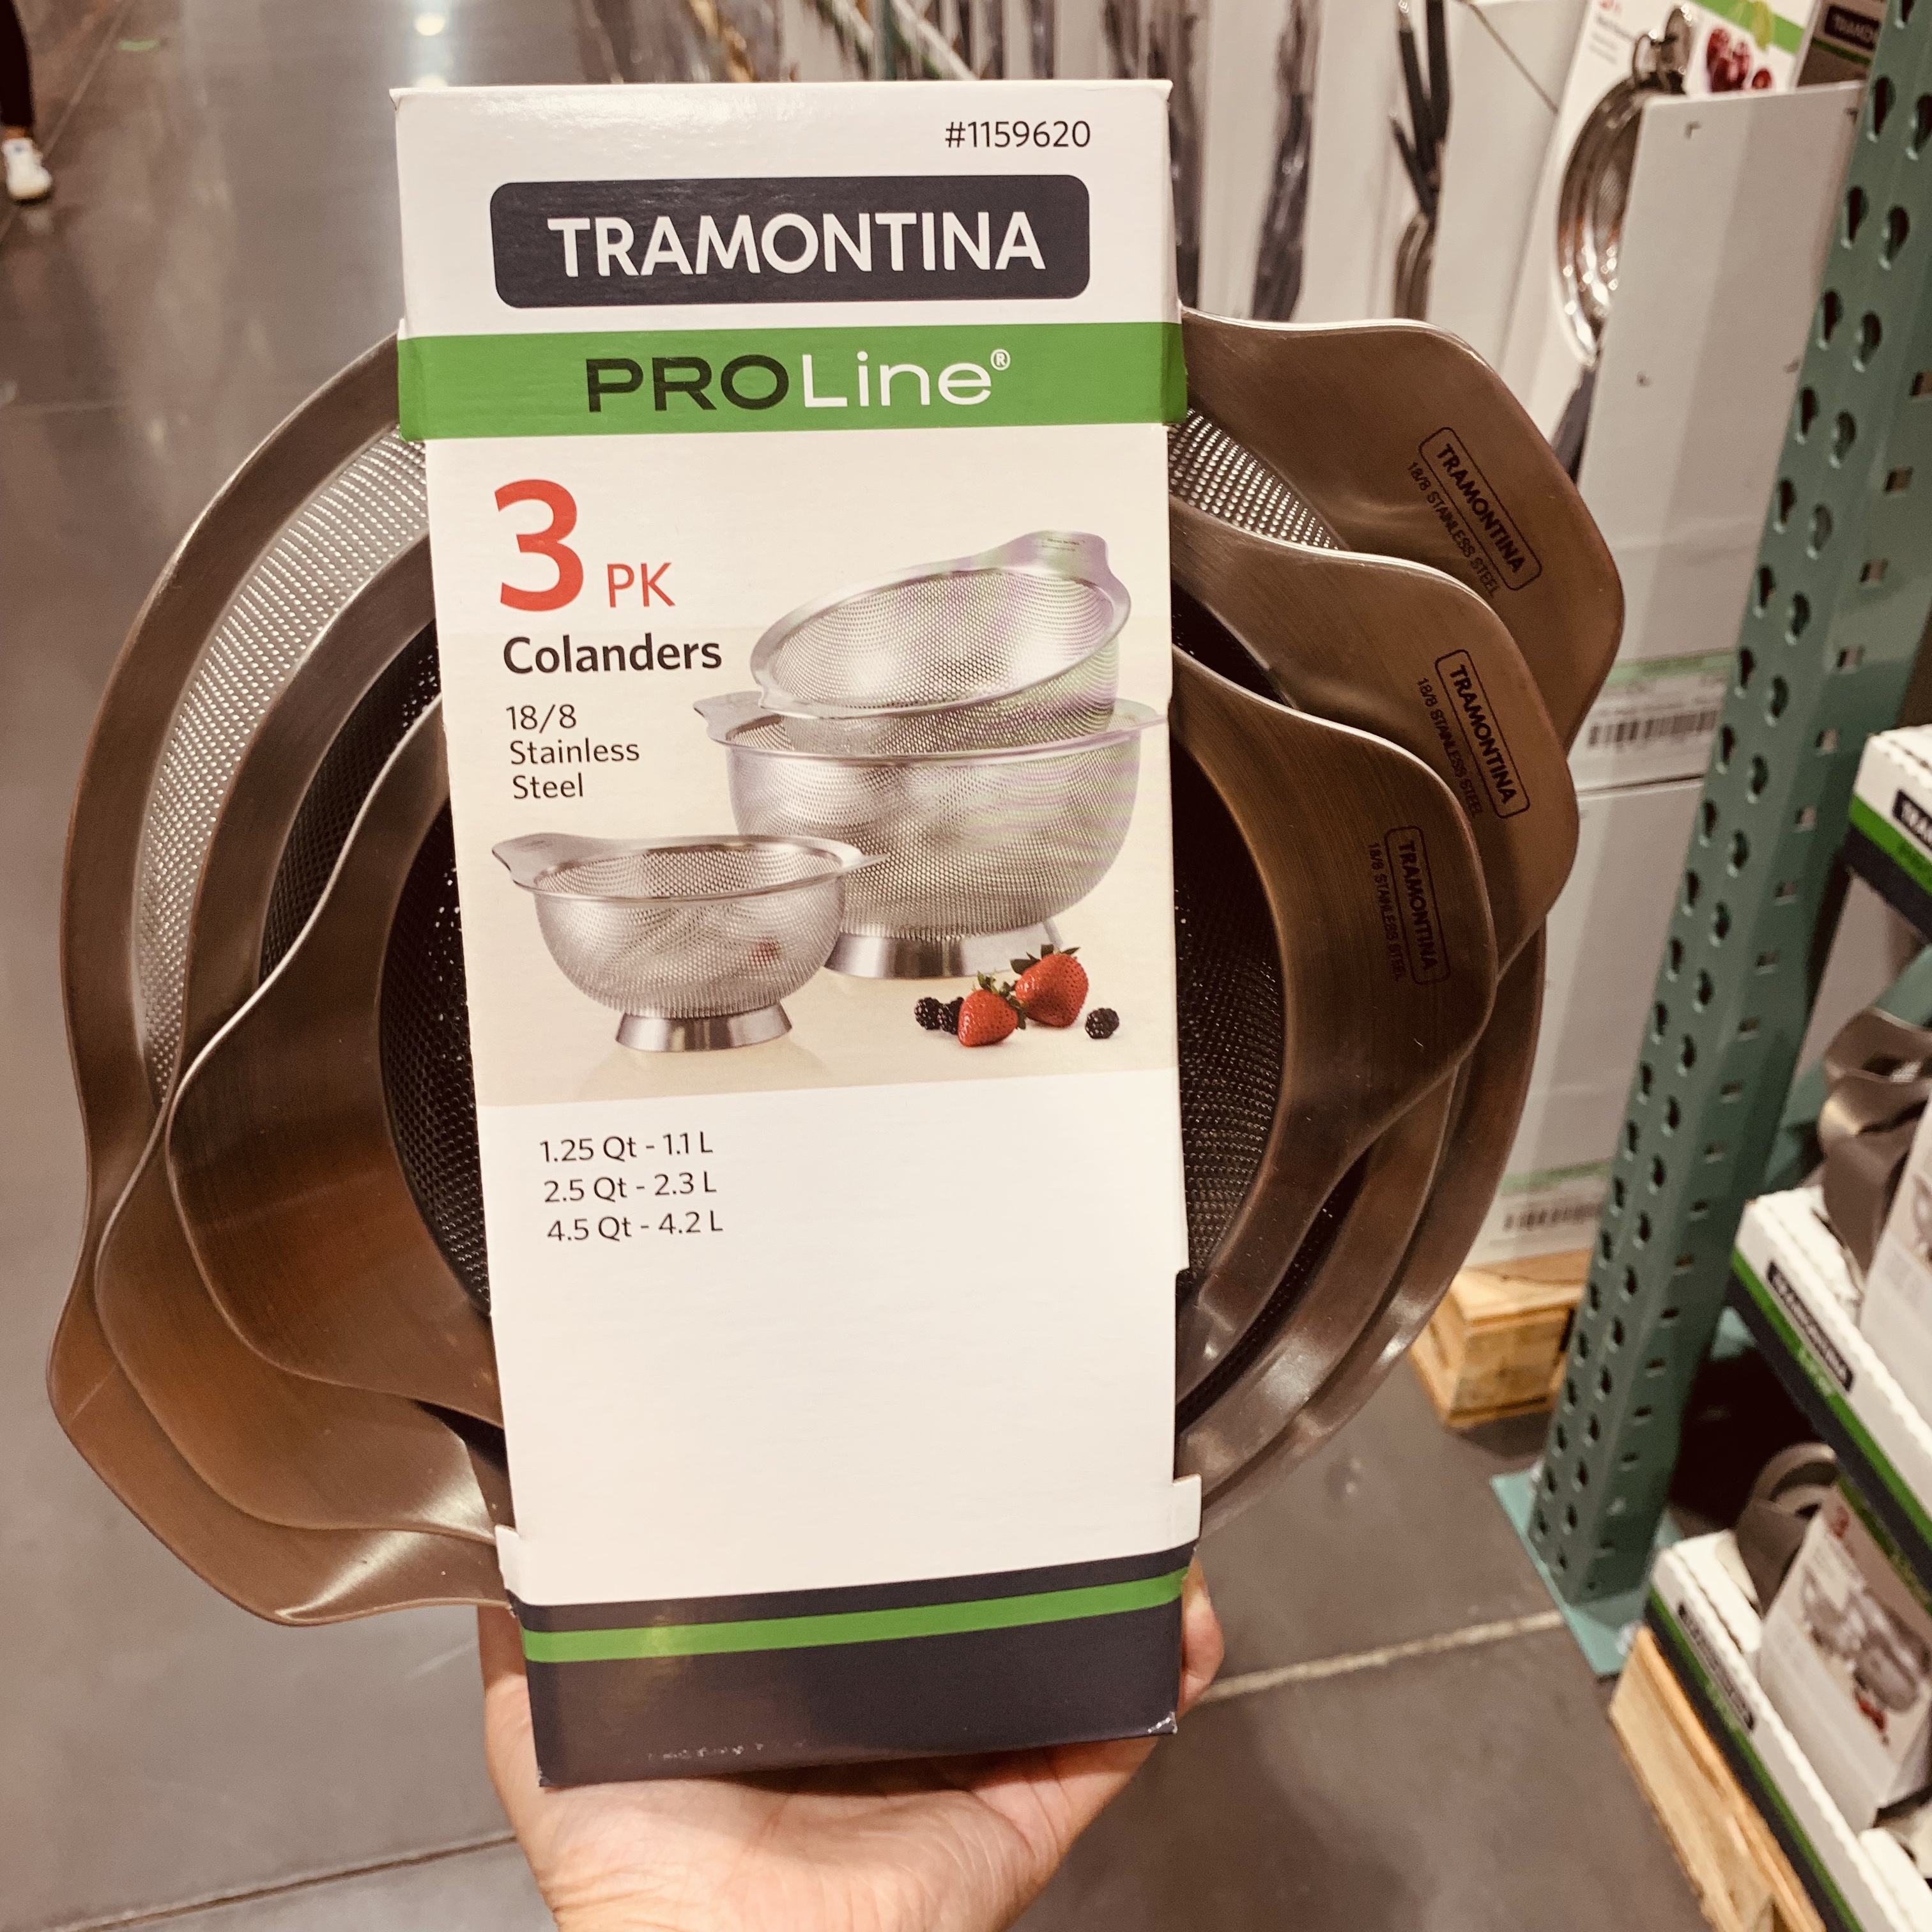 #1159620
TRAMONTINA
PROLine®
3 PK
Colanders
18/8
Stainless
Steel
1.25 Qt - 1.1 L
2.5 Qt - 2.3 L
4.5 Qt - 4.2 L
TRAMONTINA
18/8 STAINLESS STEEL
TRAMONTINA
18/8 STAINLESS STEEL
TRAMONTINA
18/8 STAINLESS STEEL